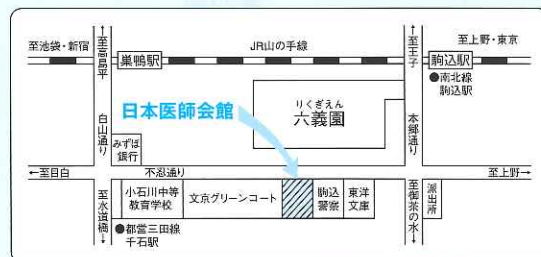 至池袋・新宿
至高島平
巣鴨駅
JR山の手線
至王子
至上野・東京
駒込駅
●南北線
駒込駅
日本医師会館
りくぎえん
六義園
白山通り
本郷通り
みずほ
銀行
←至目白
不忍通り
至上野→
至水道橋
小石川中等
教育学校
文京グリーンコート
駒込
警察
東洋
文庫
至御茶の水
派出所
●都営三田線
千石駅